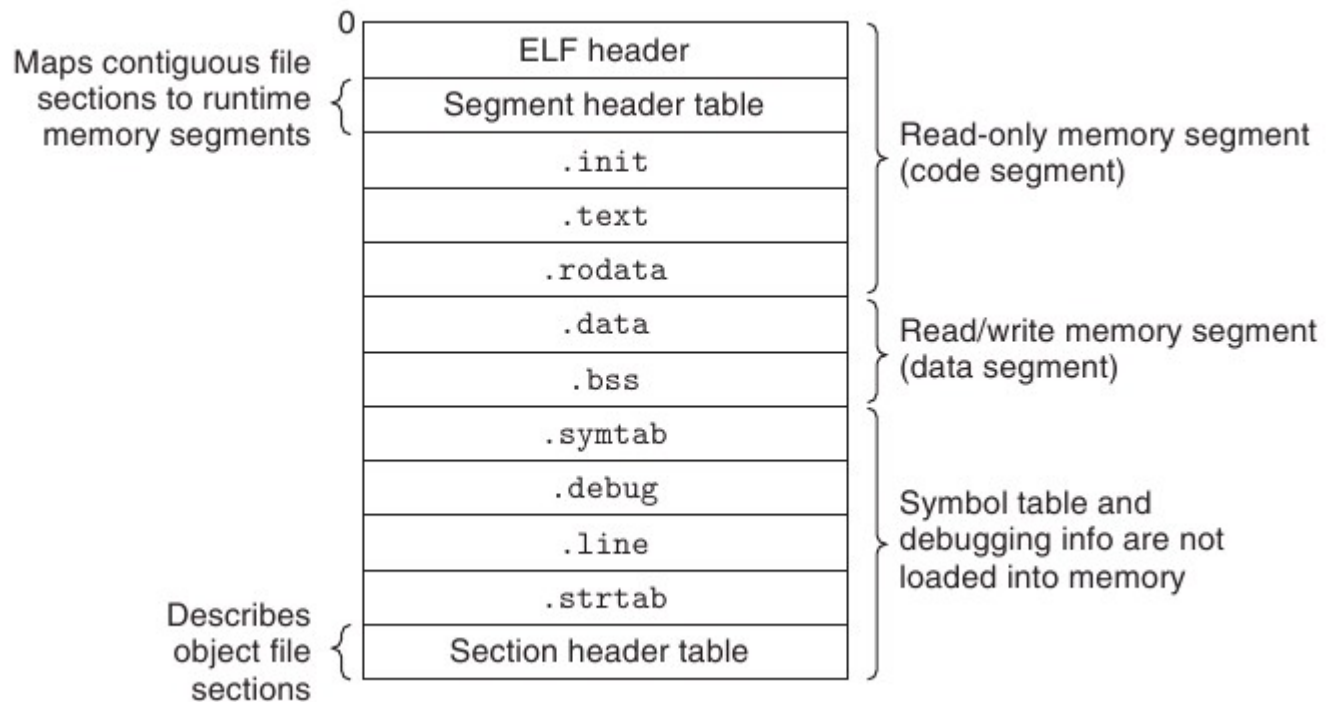 0
ELF header
Maps contiguous file
sections to runtime
memory segments
Segment header table
.init
.text
.rodata
Read-only memory segment
(code segment)
.data
.bss
Read/write memory segment
(data segment)
.symtab
.debug
.line
.strtab
Symbol table and
debugging info are not
loaded into memory
Describes
object file
sections
Section header table